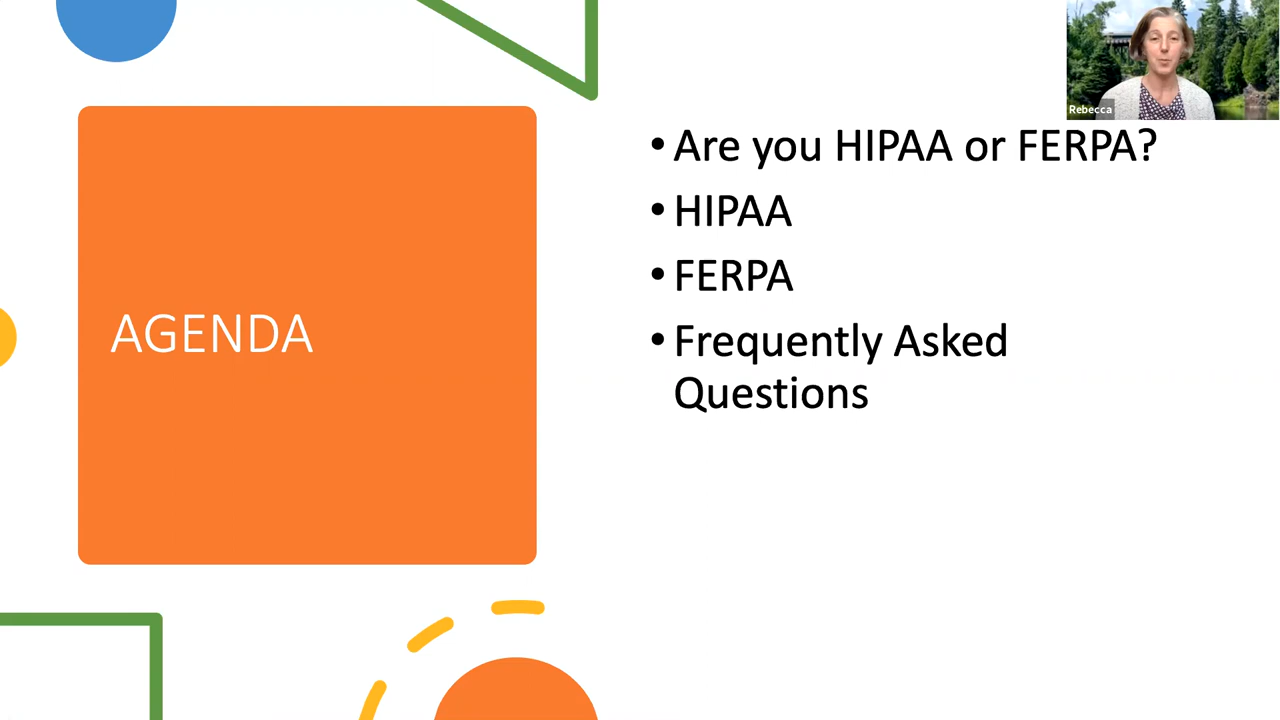 AGENDA
• Are you HIPAA or FERPA?
• HIPAA
• FERPA
• Frequently Asked
Questions
Rebecca